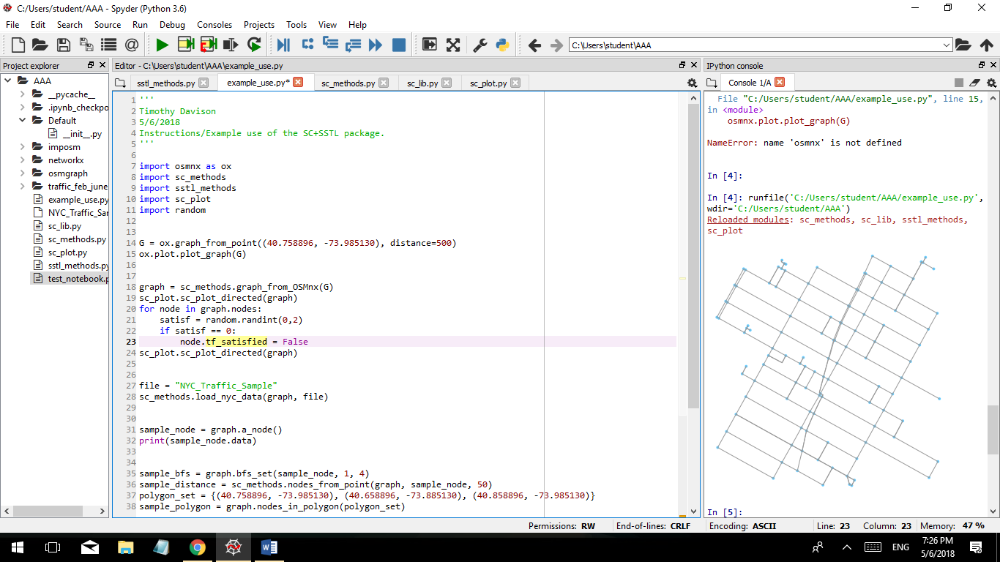 C:/Users/student/AAA - Spyder (Python 3.6)
File Edit Search Source Run Debug Consoles Projects Tools View Help
C:\Users\student\AAA
Project explorer
AAA
__pycache__
.ipynb_checkpo
Default
__init__.py
imposm
networkx
osmgraph
traffic_feb_june
example_use.py
NYC_Traffic_Sar
sc_lib.py
sc_methods.py
sc_plot.py
sstl_methods.py
test_notebook.p
Editor - C:\Users\student\AAA\example_use.py
sstl_methods.py example_use.py* sc_methods.py sc_lib.py sc_plot.py
1 '''
2 Timothy Davison
3 5/6/2018
4 Instructions/Example use of the SC+SSTL package.
5 '''
6
7 import osmnx as ox
8 import sc_methods
9 import sstl_methods
10 import sc_plot
11 import random
12
13
14 G = ox.graph_from_point((40.758896, -73.985130), distance=500)
15 ox.plot.plot_graph(G)
16
17
18 graph = sc_methods.graph_from_OSMnx(G)
19 sc_plot.sc_plot_directed(graph)
20 for node in graph.nodes:
21     satisf = random.randint(0,2)
22     if satisf == 0:
23         node.tf_satisfied = False
24 sc_plot.sc_plot_directed(graph)
25
26
27 file = "NYC_Traffic_Sample"
28 sc_methods.load_nyc_data(graph, file)
29
30
31 sample_node = graph.a_node()
32 print(sample_node.data)
33
34
35 sample_bfs = graph.bfs_set(sample_node, 1, 4)
36 sample_distance = sc_methods.nodes_from_point(graph, sample_node, 50)
37 polygon_set = {(40.758896, -73.985130), (40.658896, -73.885130), (40.858896, -73.985130)}
38 sample_polygon = graph.nodes_in_polygon(polygon_set)
IPython console
Console 1/A
File "C:/Users/student/AAA/example_use.py", line 15,
in <module>
osmnx.plot.plot_graph(G)
NameError: name 'osmnx' is not defined
In [4]:
In [4]: runfile('C:/Users/student/AAA/example_use.py',
wdir='C:/Users/student/AAA')
Reloaded modules: sc_methods, sc_lib, sstl_methods,
sc_plot
In [5]:
Permissions: RW End-of-lines: CRLF Encoding: ASCII Line: 23 Column: 23 Memory: 47 %
ENG
7:26 PM
5/6/2018